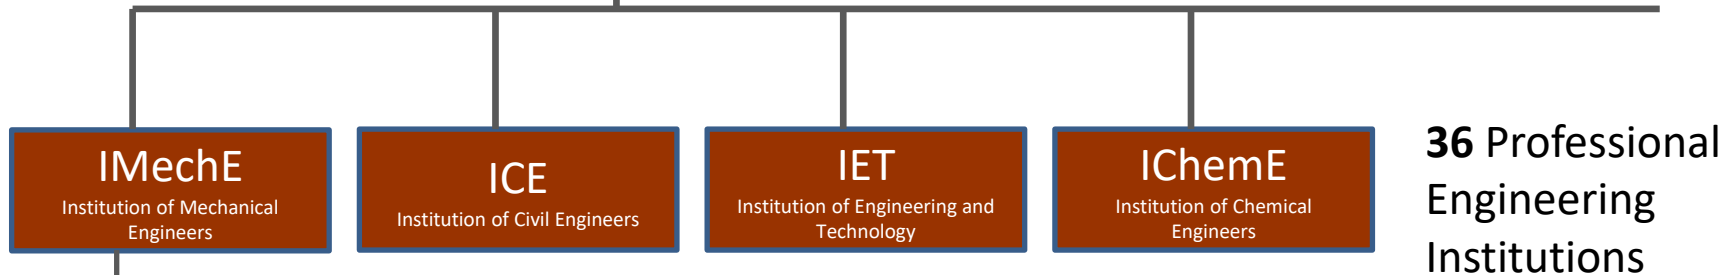 IMechE
Institution of Mechanical
Engineers
ICE
Institution of Civil Engineers
IET
Institution of Engineering and
Technology
IChemE
Institution of Chemical
Engineers
36 Professional
Engineering
Institutions